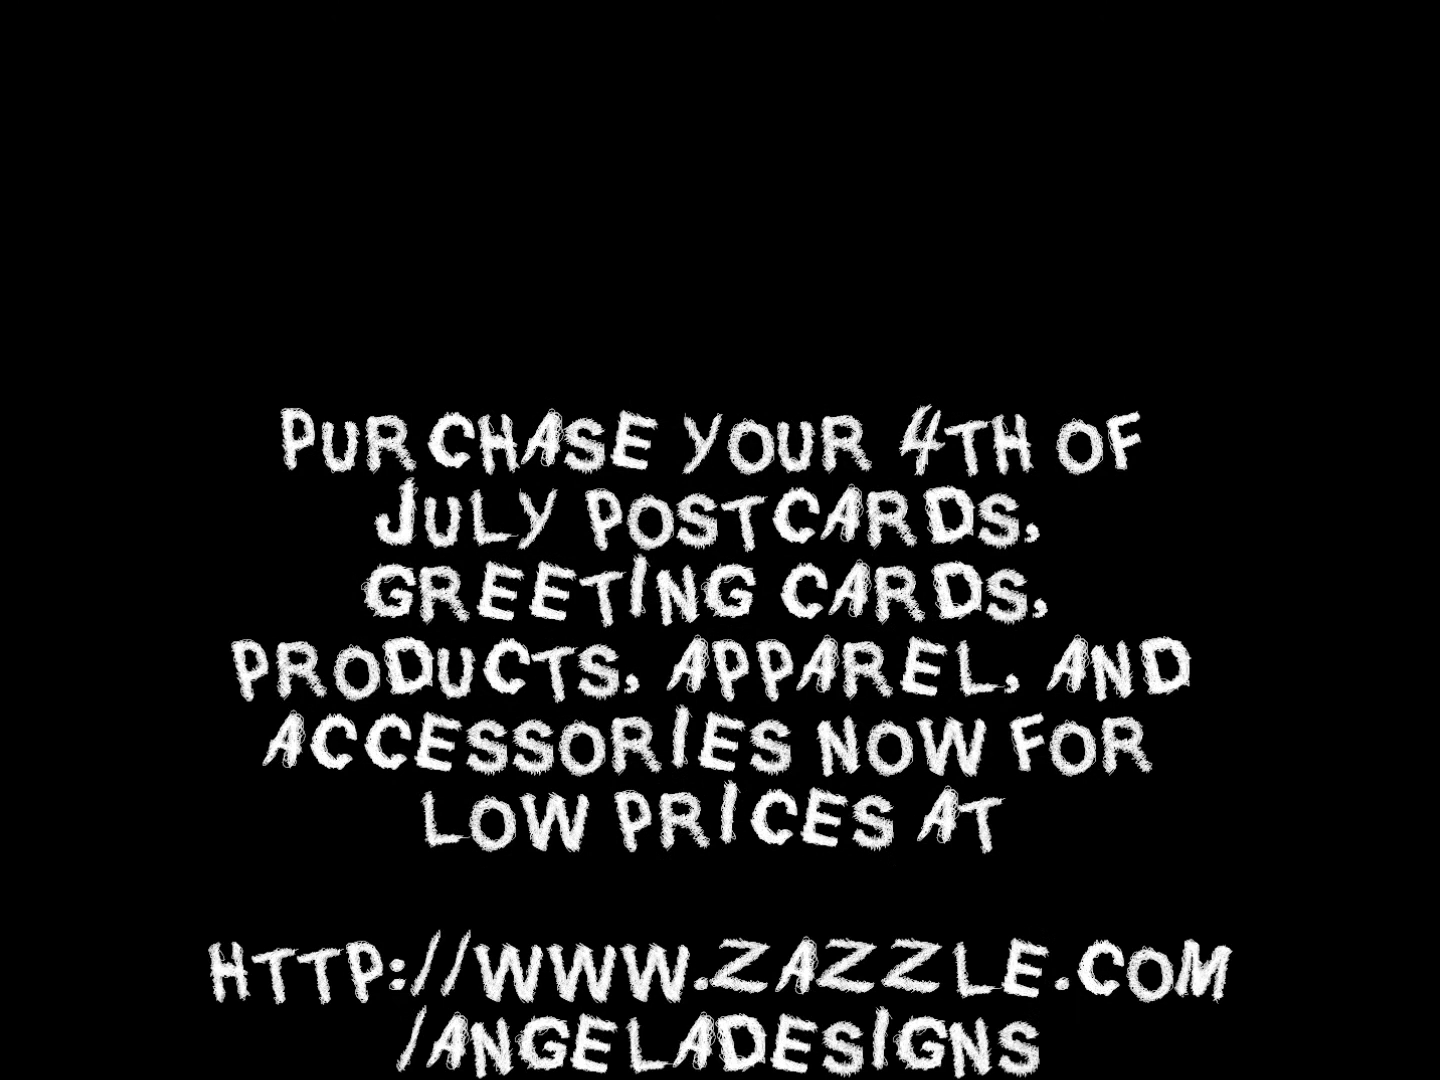 PURCHASE YOUR 4TH OF
JULY POSTCARDS,
GREETING CARDS,
PRODUCTS, APPAREL, AND
ACCESSORIES NOW FOR
LOW PRICES AT
HTTP://WWW.ZAZZLE.COM
/ANGELADESIGNS